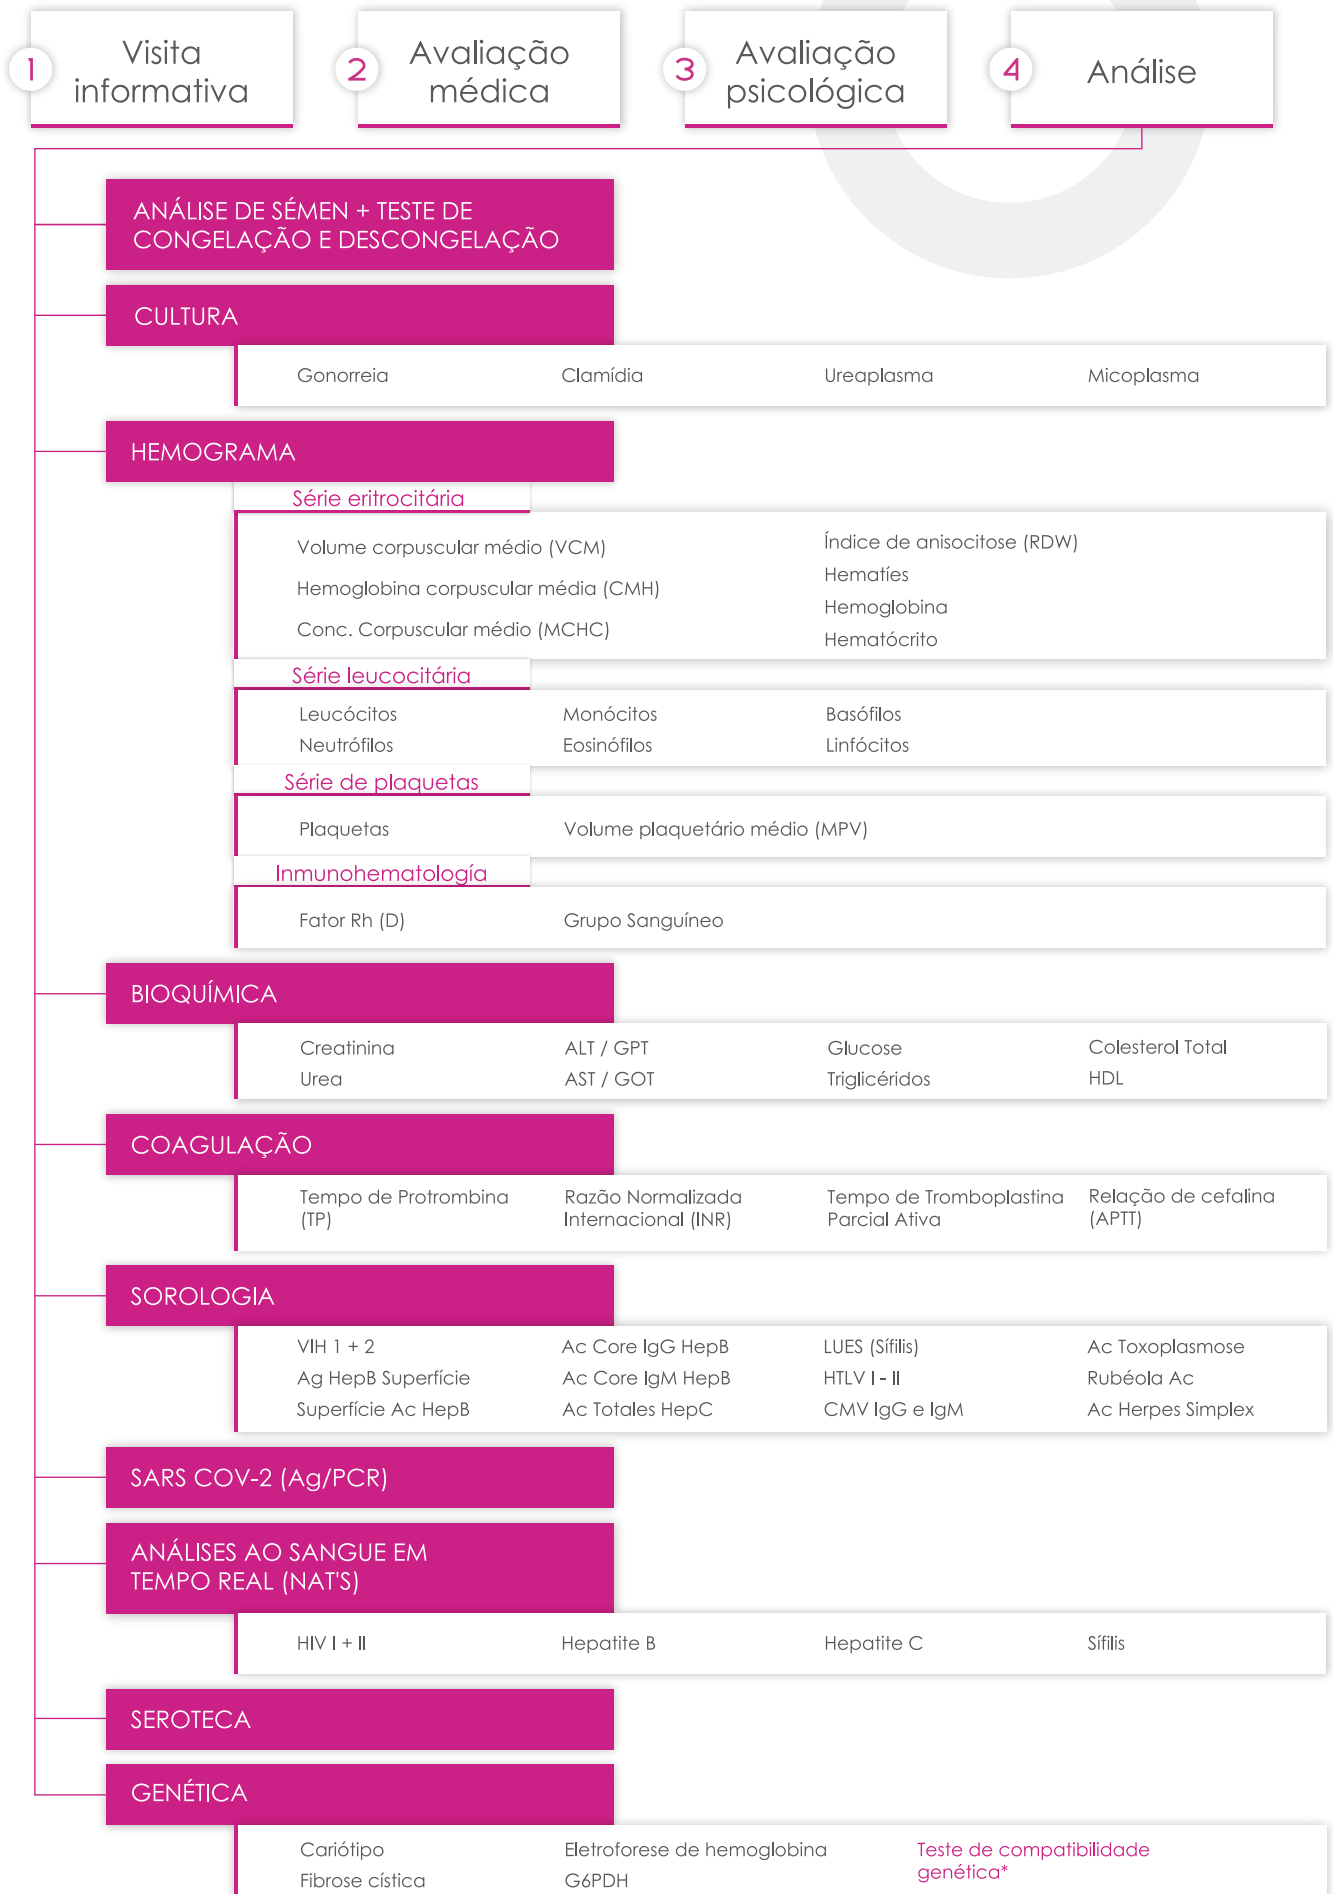 1
Visita
informativa
2
Avaliação
médica
3
Avaliação
psicológica
4
Análise
ANÁLISE DE SÉMEN + TESTE DE
CONGELAÇÃO E DESCONGELAÇÃO
CULTURA
Gonorreia
Clamídia
Ureaplasma
Micoplasma
HEMOGRAMA
Série eritrocitária
Volume corpuscular médio (VCM)
Hemoglobina corpuscular média (CMH)
Conc. Corpuscular médio (MCHC)
Índice de anisocitose (RDW)
Hematíes
Hemoglobina
Hematócrito
Série leucocitária
Leucócitos
Neutrófilos
Monócitos
Eosinófilos
Basófilos
Linfócitos
Série de plaquetas
Plaquetas
Volume plaquetário médio (MPV)
Inmunohematología
Fator Rh (D)
Grupo Sanguíneo
BIOQUÍMICA
Creatinina
Urea
ALT / GPT
AST / GOT
Glucose
Triglicéridos
Colesterol Total
HDL
COAGULAÇÃO
Tempo de Protrombina
(TP)
Razão Normalizada
Internacional (INR)
Tempo de Tromboplastina
Parcial Ativa
Relação de cefalina
(APTT)
SOROLOGIA
VIH 1 + 2
Ag HepB Superfície
Superfície Ac HepB
Ac Core IgG HepB
Ac Core IgM HepB
Ac Totales HepC
LUES (Sífilis)
HTLV I - II
CMV IgG e IgM
Ac Toxoplasmose
Rubéola Ac
Ac Herpes Simplex
SARS COV-2 (Ag/PCR)
ANÁLISES AO SANGUE EM
TEMPO REAL (NAT'S)
HIV I + II
Hepatite B
Hepatite C
Sífilis
SEROTECA
GENÉTICA
Cariótipo
Fibrose cística
Eletroforese de hemoglobina
G6PDH
Teste de compatibilidade
genética*